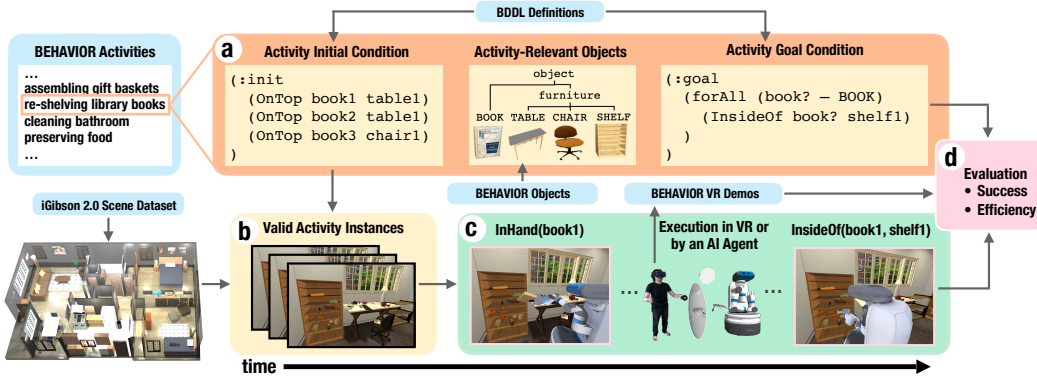 BDDL Definitions
BEHAVIOR Activities
...
assembling gift baskets
re-shelving library books
cleaning bathroom
preserving food
...
a
Activity Initial Condition
(:init
(OnTop book1 table1)
(OnTop book2 table1)
(OnTop book3 chair1)
)
Activity-Relevant Objects
object
furniture
BOOK TABLE CHAIR SHELF
Activity Goal Condition
(:goal
(forAll (book? – BOOK)
(InsideOf book? shelf1)
)
)
d
Evaluation
• Success
• Efficiency
BEHAVIOR Objects
BEHAVIOR VR Demos
iGibson 2.0 Scene Dataset
b
Valid Activity Instances
c
InHand(book1)
Execution in VR or
by an AI Agent
InsideOf(book1, shelf1)
...
...
time